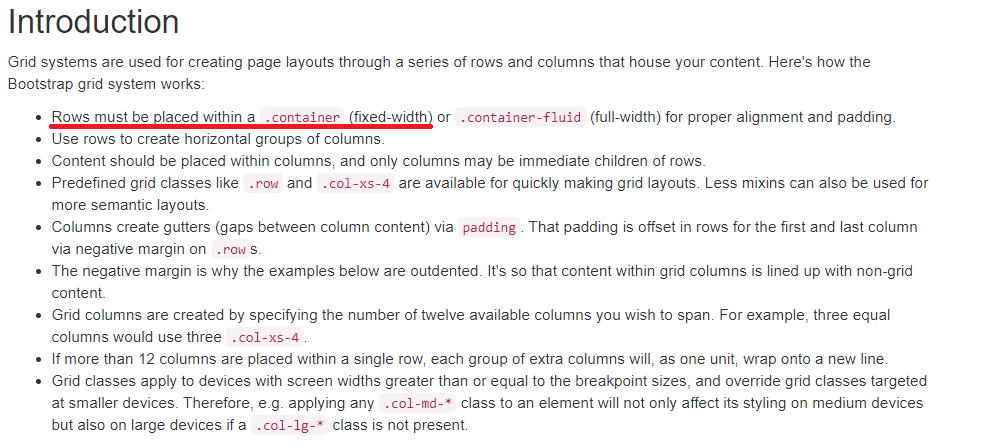 Introduction
Grid systems are used for creating page layouts through a series of rows and columns that house your content. Here's how the
Bootstrap grid system works:
Rows must be placed within a .container (fixed-width) or .container-fluid (full-width) for proper alignment and padding.
Use rows to create horizontal groups of columns.
Content should be placed within columns, and only columns may be immediate children of rows.
Predefined grid classes like .row and .col-xs-4 are available for quickly making grid layouts. Less mixins can also be used for
more semantic layouts.
Columns create gutters (gaps between column content) via padding. That padding is offset in rows for the first and last column
via negative margin on .rows.
The negative margin is why the examples below are outdented. It's so that content within grid columns is lined up with non-grid
content.
Grid columns are created by specifying the number of twelve available columns you wish to span. For example, three equal
columns would use three .col-xs-4.
If more than 12 columns are placed within a single row, each group of extra columns will, as one unit, wrap onto a new line.
Grid classes apply to devices with screen widths greater than or equal to the breakpoint sizes, and override grid classes targeted
at smaller devices. Therefore, e.g. applying any .col-md-* class to an element will not only affect its styling on medium devices
but also on large devices if a .col-lg-* class is not present.